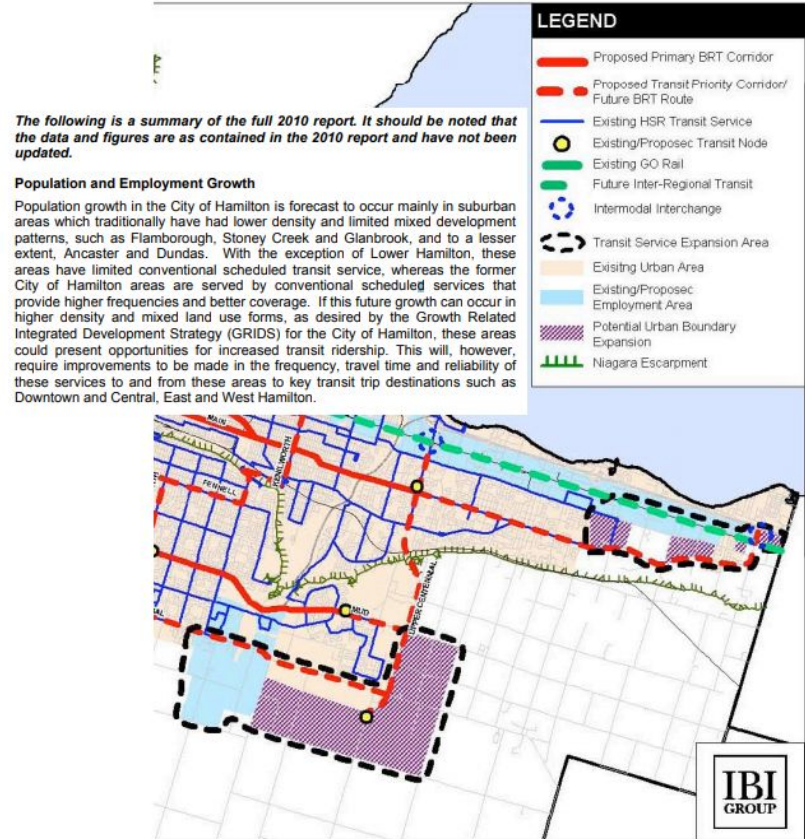 LEGEND
Proposed Primary BRT Corridor
Proposed Transit Priority Corridor/
Future BRT Route
Existing HSR Transit Service
Existing/Proposec Transit Node
Existing GO Rail
Future Inter-Regional Transit
Intermodal Interchange
Transit Service Expansion Area
Exisitng Urban Area
Existing/Proposec
Employment Area
Potential Urban Boundary
Expansion
Niagara Escarpment
The following is a summary of the full 2010 report. It should be noted that
the data and figures are as contained in the 2010 report and have not been
updated.
Population and Employment Growth
Population growth in the City of Hamilton is forecast to occur mainly in suburban
areas which traditionally have had lower density and limited mixed development
patterns, such as Flamborough, Stoney Creek and Glanbrook, and to a lesser
extent, Ancaster and Dundas. With the exception of Lower Hamilton, these
areas have limited conventional scheduled transit service, whereas the former
City of Hamilton areas are served by conventional scheduled services that
provide higher frequencies and better coverage. If this future growth can occur in
higher density and mixed land use forms, as desired by the Growth Related
Integrated Development Strategy (GRIDS) for the City of Hamilton, these areas
could present opportunities for increased transit ridership. This will, however,
require improvements to be made in the frequency, travel time and reliability of
these services to and from these areas to key transit trip destinations such as
Downtown and Central, East and West Hamilton.
MAIN
KENILWORTH
FENNELL
UPPER CENTENNIAL
MUD
IBI
GROUP